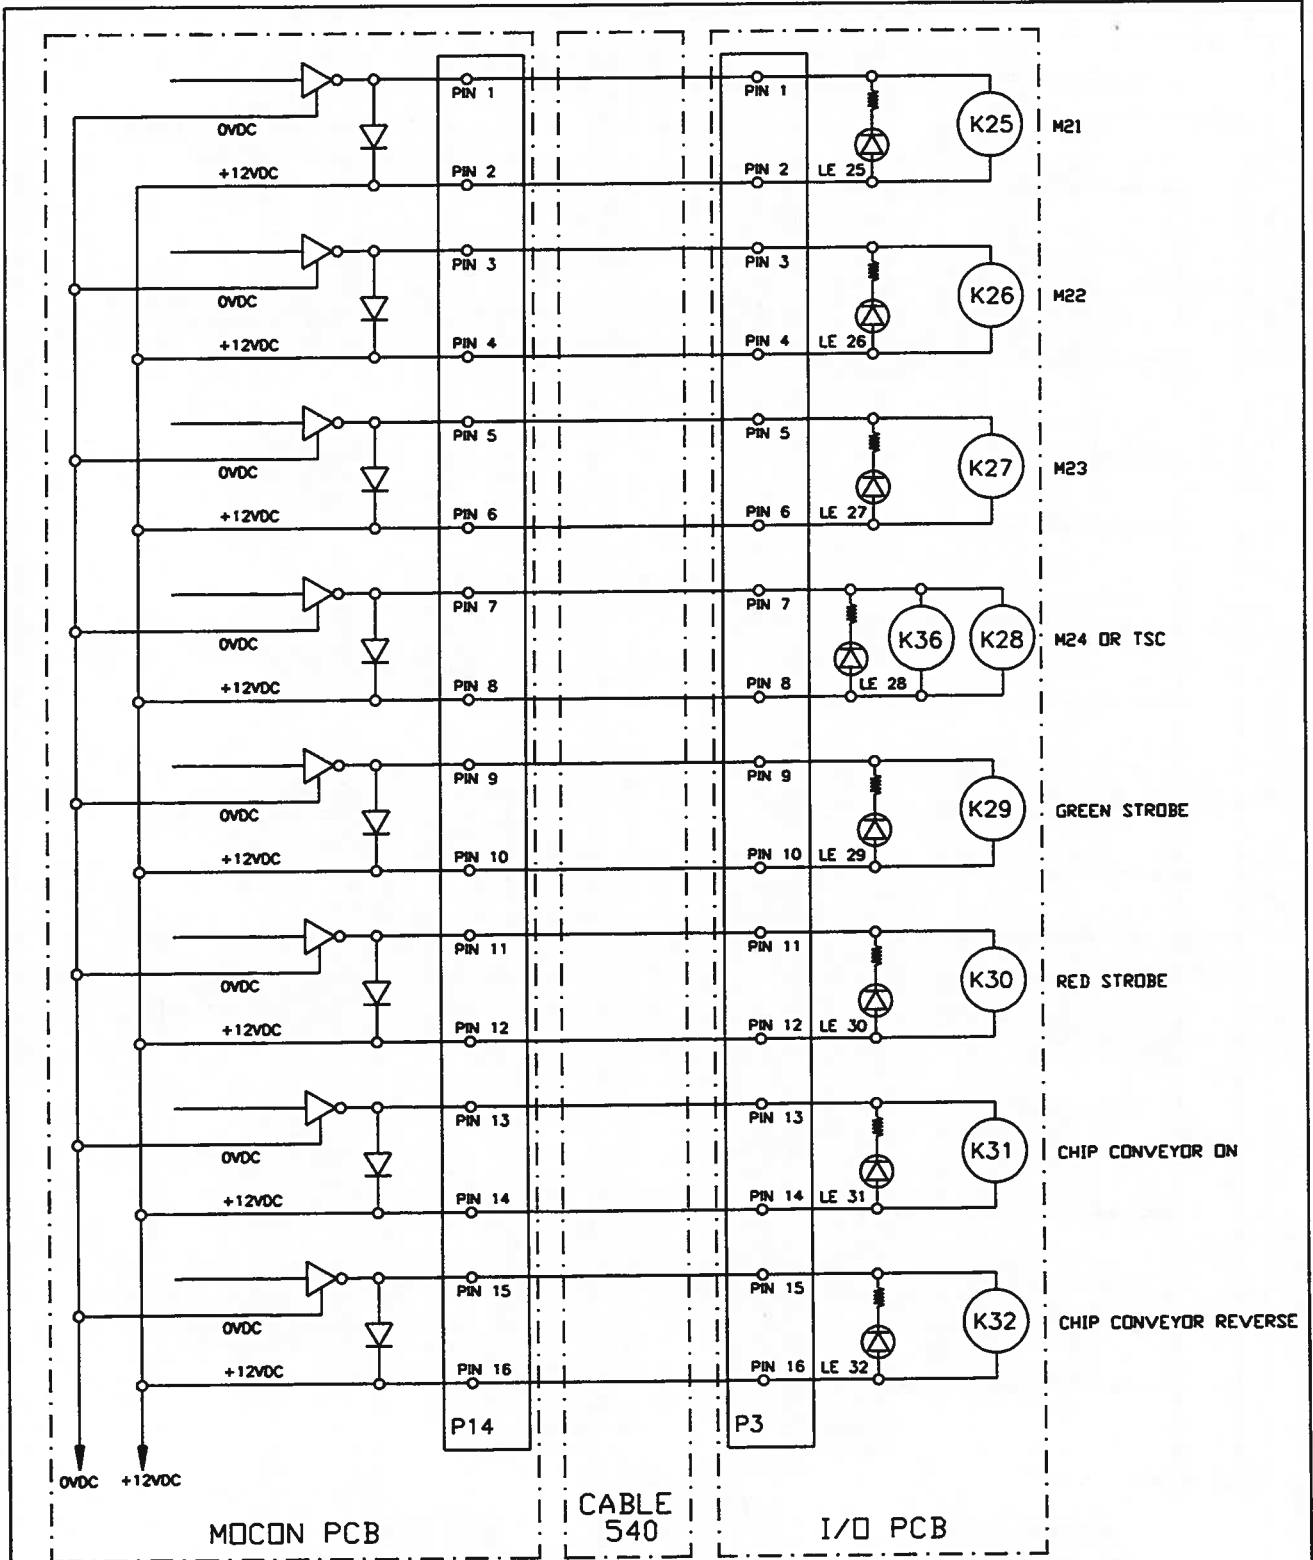 PIN 1 PIN 1 K25 M21
0VDC
+12VDC PIN 2 PIN 2 LE 25
PIN 3 PIN 3 K26 M22
0VDC
+12VDC PIN 4 PIN 4 LE 26
PIN 5 PIN 5 K27 M23
0VDC
+12VDC PIN 6 PIN 6 LE 27
PIN 7 PIN 7 K36 K28 M24 OR TSC
0VDC
+12VDC PIN 8 PIN 8 LE 28
PIN 9 PIN 9 K29 GREEN STROBE
0VDC
+12VDC PIN 10 PIN 10 LE 29
PIN 11 PIN 11 K30 RED STROBE
0VDC
+12VDC PIN 12 PIN 12 LE 30
PIN 13 PIN 13 K31 CHIP CONVEYOR ON
0VDC
+12VDC PIN 14 PIN 14 LE 31
PIN 15 PIN 15 K32 CHIP CONVEYOR REVERSE
0VDC
+12VDC PIN 16 PIN 16 LE 32
P14 P3
0VDC +12VDC
MOCON PCB
CABLE
540
I/O PCB